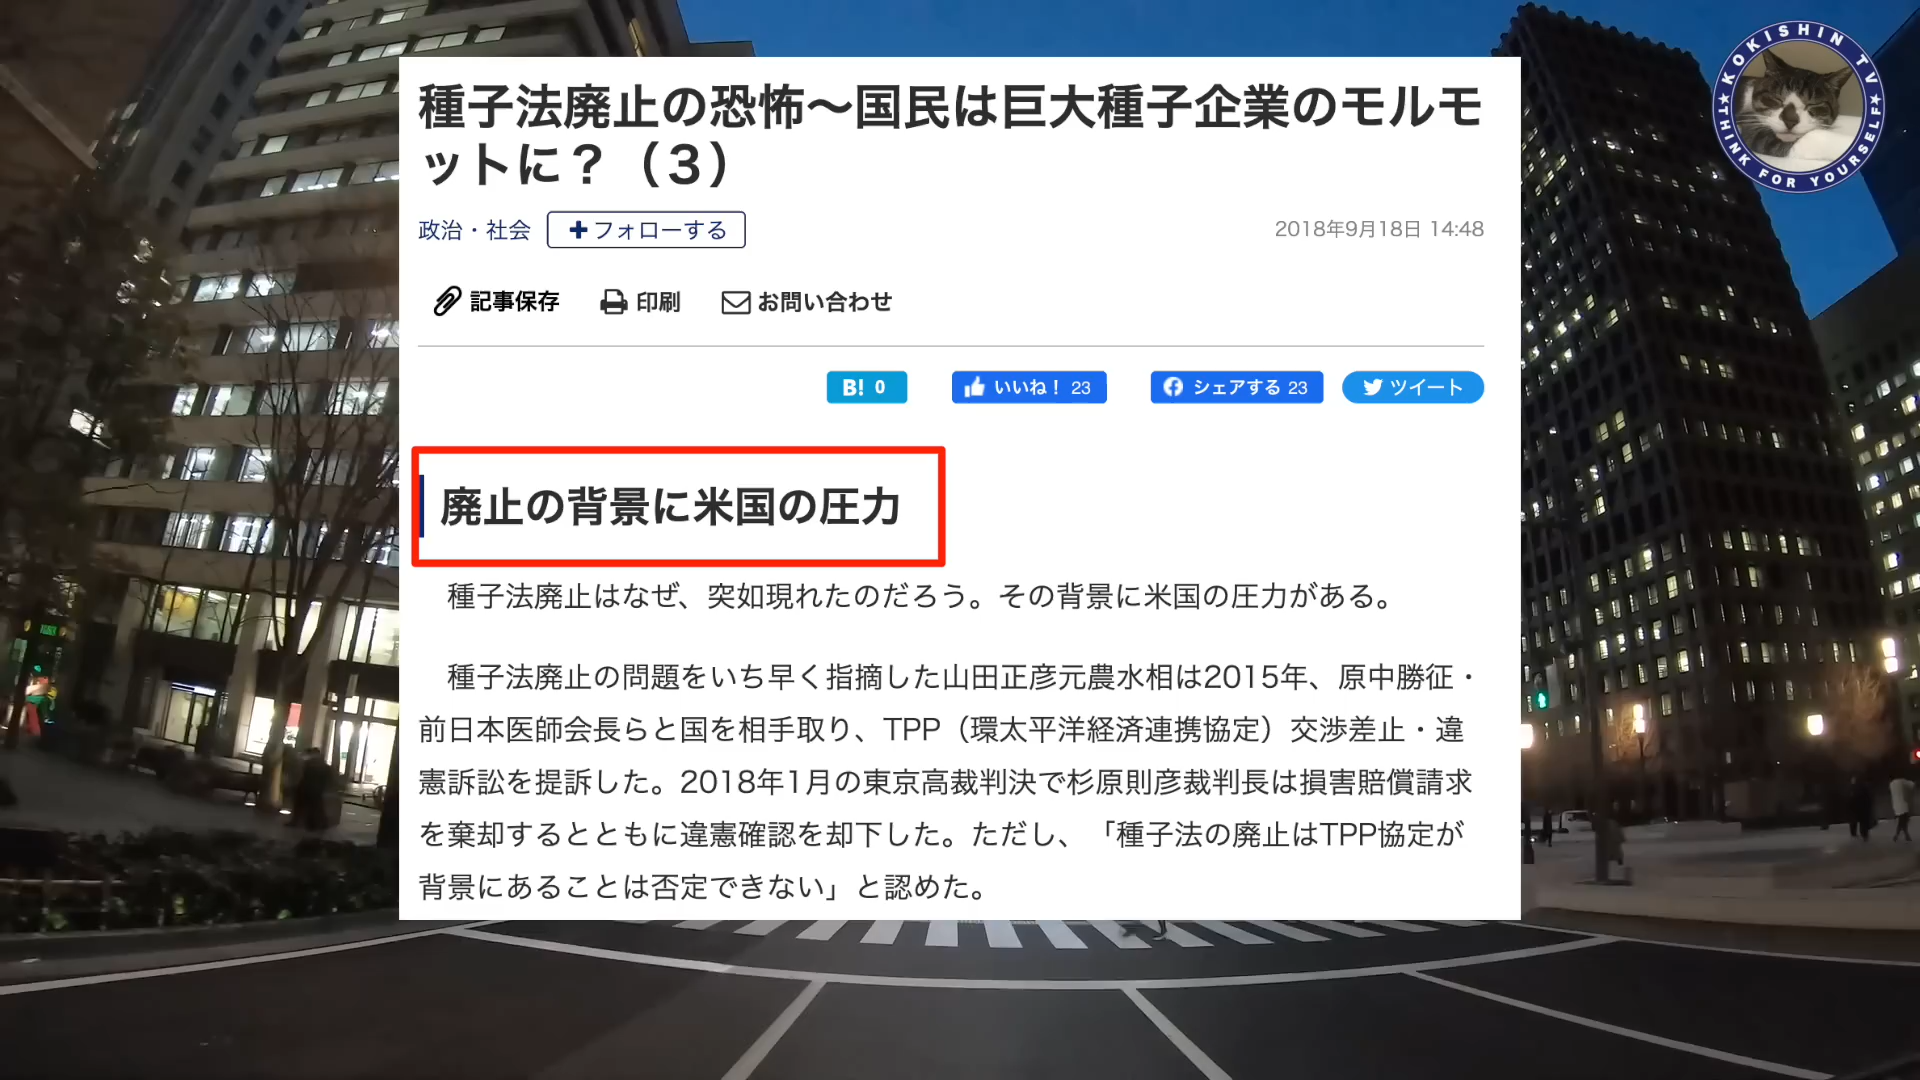 種子法廃止の恐怖〜国民は巨大種子企業のモルモ
ットに？（３）
政治・社会 フォローする 2018年9月18日 14:48
記事保存 印刷 お問い合わせ
B! 0 いいね！ 23 シェアする 23 ツイート
廃止の背景に米国の圧力
種子法廃止はなぜ、突如現れたのだろう。その背景に米国の圧力がある。
種子法廃止の問題をいち早く指摘した山田正彦元農水相は2015年、原中勝征・
前日本医師会長らと国を相手取り、TPP（環太平洋経済連携協定）交渉差止・違
憲訴訟を提訴した。2018年1月の東京高裁判決で杉原則彦裁判長は損害賠償請求
を棄却するとともに違憲確認を却下した。ただし、「種子法の廃止はTPP協定が
背景にあることは否定できない」と認めた。
KOKISHIN TV
THINK FOR YOURSELF